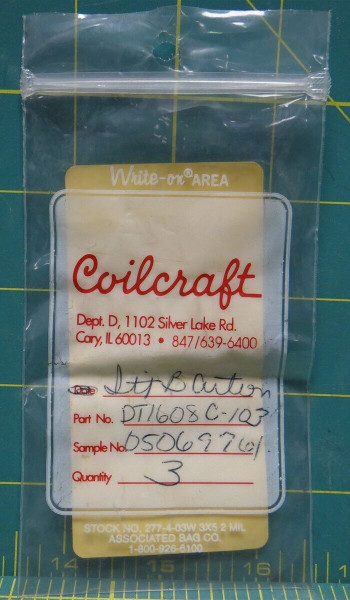 Write-on® AREA
Coilcraft
Dept. D, 1102 Silver Lake Rd.
Cary, IL 60013 • 847/639-6400
Date
Part No. DT1608C-103
Sample No. D506977
Quantity 3
STOCK NO. 277-4-03W 3X5 2 MIL
ASSOCIATED BAG CO.
1-800-926-6100
14 15 16